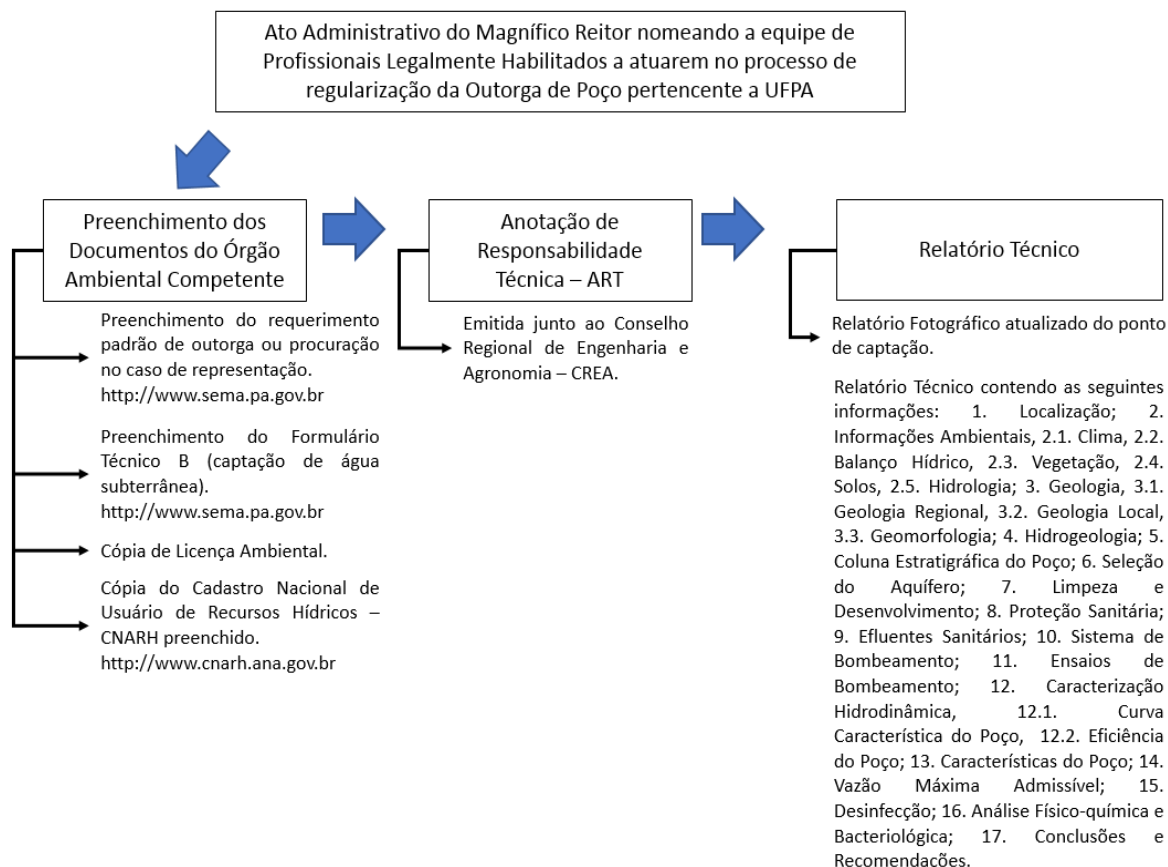 Ato Administrativo do Magnífico Reitor nomeando a equipe de
Profissionais Legalmente Habilitados a atuarem no processo de
regularização da Outorga de Poço pertencente a UFPA
Preenchimento dos
Documentos do Órgão
Ambiental Competente
Preenchimento do requerimento
padrão de outorga ou procuração
no caso de representação.
http://www.sema.pa.gov.br
Preenchimento do Formulário
Técnico B (captação de água
subterrânea).
http://www.sema.pa.gov.br
Cópia de Licença Ambiental.
Cópia do Cadastro Nacional de
Usuário de Recursos Hídricos –
CNARH preenchido.
http://www.cnarh.ana.gov.br
Anotação de
Responsabilidade
Técnica – ART
Emitida junto ao Conselho
Regional de Engenharia e
Agronomia – CREA.
Relatório Técnico
Relatório Fotográfico atualizado do ponto
de captação.
Relatório Técnico contendo as seguintes
informações: 1. Localização; 2.
Informações Ambientais, 2.1. Clima, 2.2.
Balanço Hídrico, 2.3. Vegetação, 2.4.
Solos, 2.5. Hidrologia; 3. Geologia, 3.1.
Geologia Regional, 3.2. Geologia Local,
3.3. Geomorfologia; 4. Hidrogeologia; 5.
Coluna Estratigráfica do Poço; 6. Seleção
do Aquífero; 7. Limpeza e
Desenvolvimento; 8. Proteção Sanitária;
9. Efluentes Sanitários; 10. Sistema de
Bombeamento; 11. Ensaios de
Bombeamento; 12. Caracterização
Hidrodinâmica, 12.1. Curva
Característica do Poço, 12.2. Eficiência
do Poço; 13. Características do Poço; 14.
Vazão Máxima Admissível; 15.
Desinfecção; 16. Análise Físico-química e
Bacteriológica; 17. Conclusões e
Recomendações.